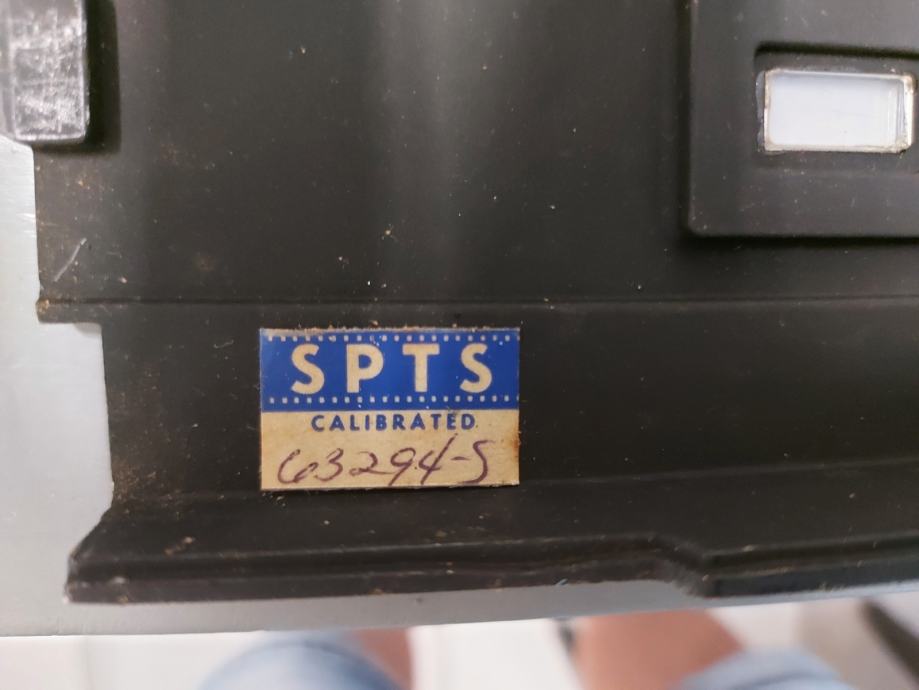 SPTS
CALIBRATED
63294-S